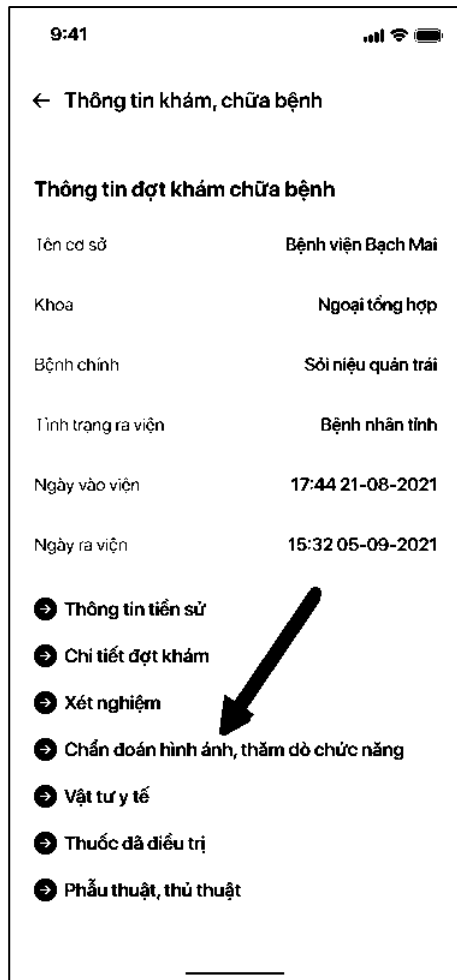 9:41
← Thông tin khám, chữa bệnh
Thông tin đợt khám chữa bệnh
Tên cơ sở Bệnh viện Bạch Mai
Khoa Ngoại tổng hợp
Bệnh chính Sỏi niệu quản trái
Tình trạng ra viện Bệnh nhân tỉnh
Ngày vào viện 17:44 21-08-2021
Ngày ra viện 15:32 05-09-2021
Thông tin tiền sử
Chi tiết đợt khám
Xét nghiệm
Chẩn đoán hình ảnh, thăm dò chức năng
Vật tư y tế
Thuốc đã điều trị
Phẫu thuật, thủ thuật